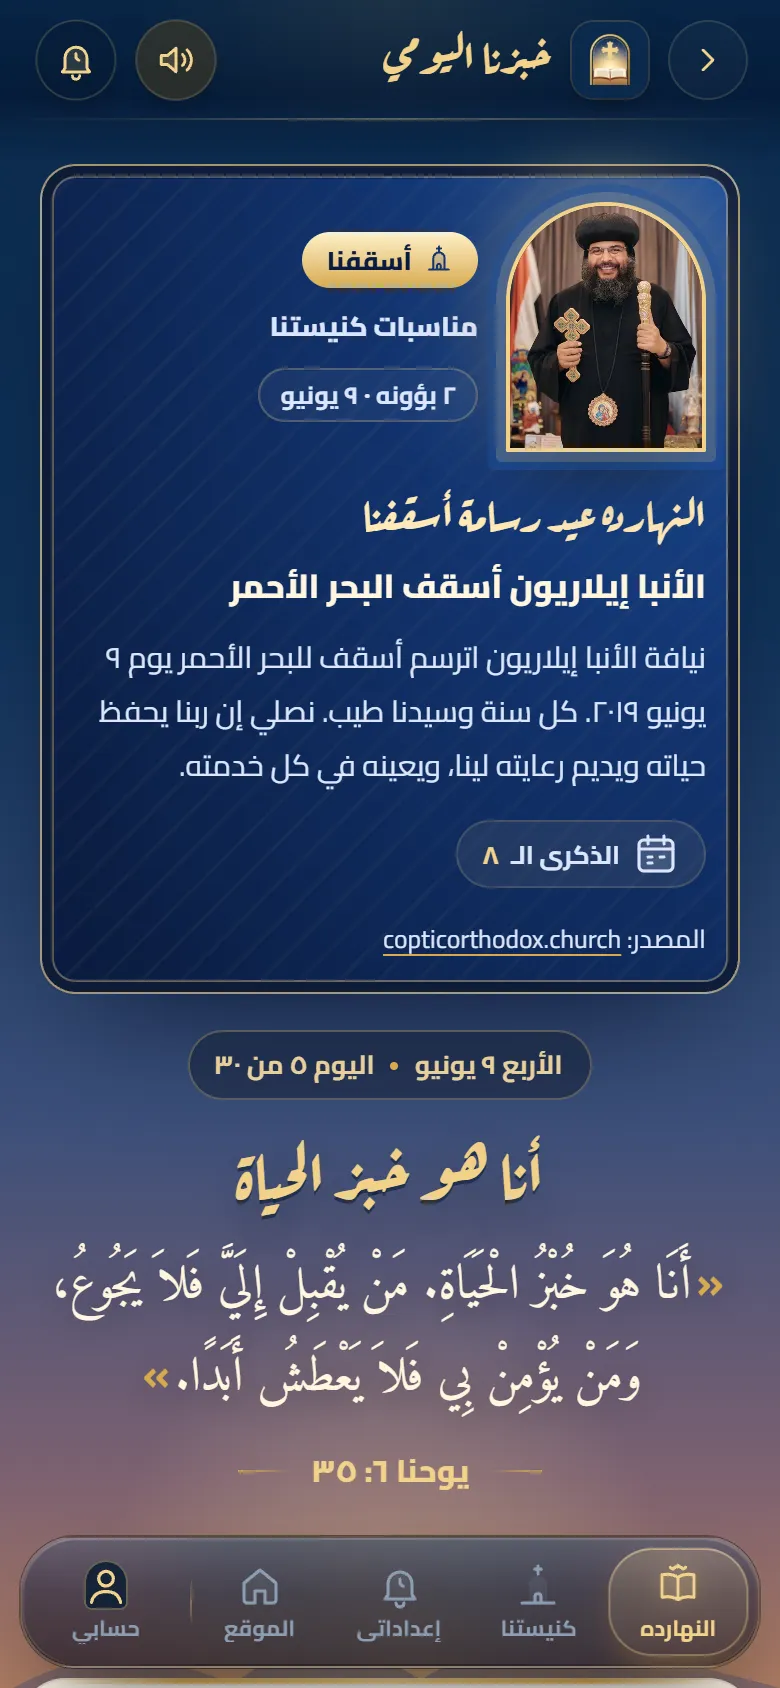 خبزنا اليومي
أسقفنا
مناسبات كنيستنا
٢ بؤونه · ٩ يونيو
النهارده عيد رسامة أسقفنا
الأنبا إيلاريون أسقف البحر الأحمر
نيافة الأنبا إيلاريون اترسم أسقف للبحر الأحمر يوم ٩
يونيو ٢٠١٩. كل سنة وسيدنا طيب. نصلي إن ربنا يحفظ
حياته ويديم رعايته لينا، ويعينه في كل خدمته.
الذكرى الـ ٨
المصدر: copticorthodox.church
الأربع ٩ يونيو • اليوم ٥ من ٣٠
أنا هو خبز الحياة
«أَنَا هُوَ خُبْزُ الْحَيَاةِ. مَنْ يُقْبِلْ إِلَيَّ فَلاَ يَجُوعُ،
وَمَنْ يُؤْمِنْ بِي فَلاَ يَعْطَشُ أَبَدًا.»
يوحنا ٦: ٣٥
النهارده
كنيستنا
إعداداتى
الموقع
حسابي